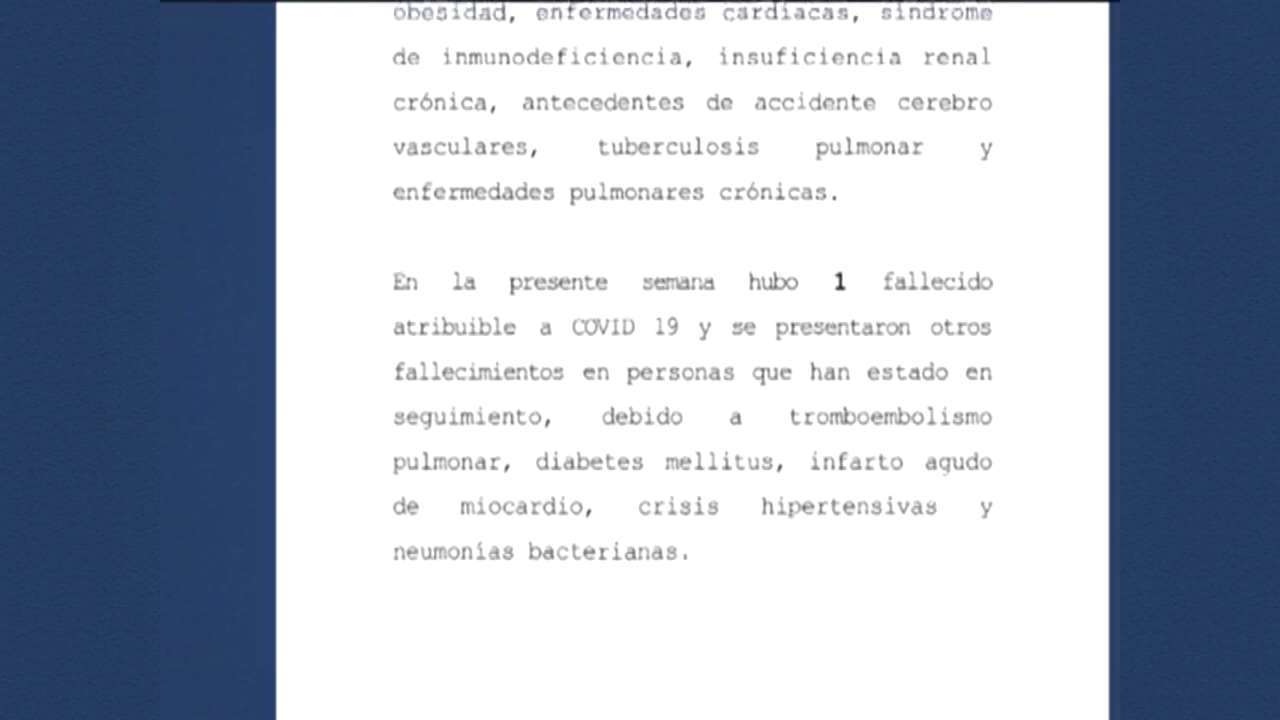 obesidad, enfermedades cardíacas, síndrome
de inmunodeficiencia, insuficiencia renal
crónica, antecedentes de accidente cerebro
vasculares, tuberculosis pulmonar y
enfermedades pulmonares crónicas.
En la presente semana hubo 1 fallecido
atribuible a COVID 19 y se presentaron otros
fallecimientos en personas que han estado en
seguimiento, debido a tromboembolismo
pulmonar, diabetes mellitus, infarto agudo
de miocardio, crisis hipertensivas y
neumonías bacterianas.